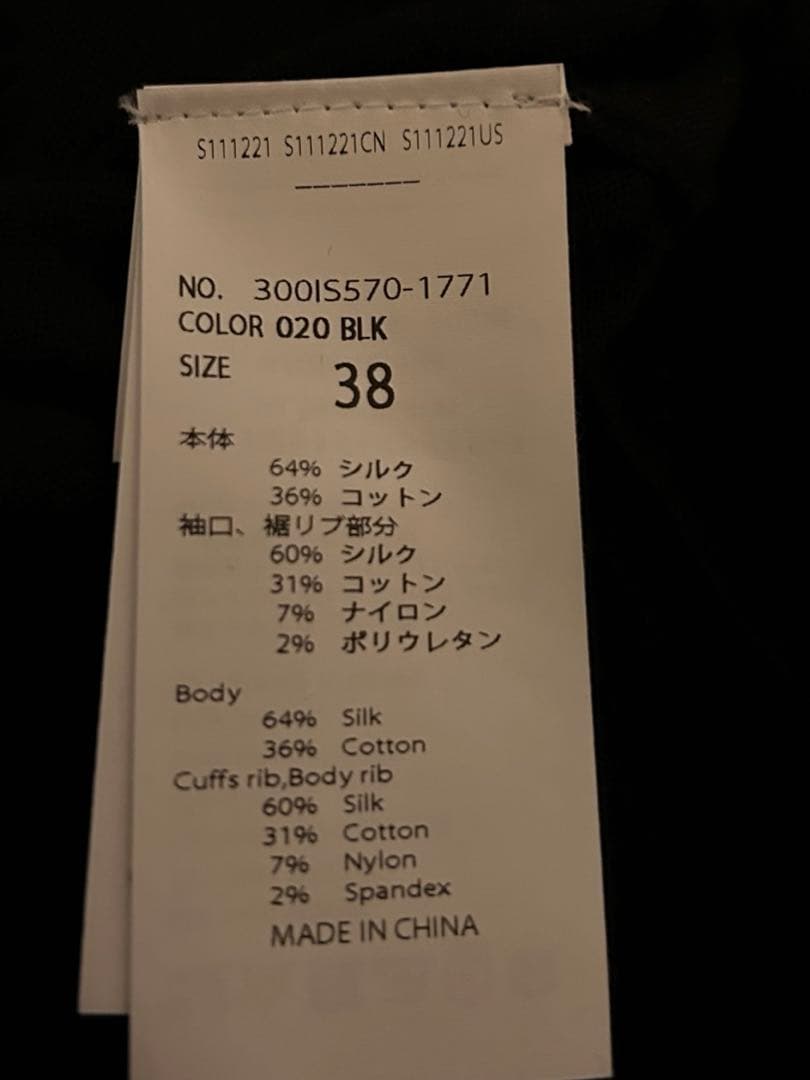 S111221 S111221CN S111221US
_______
NO. 300IS570-1771
COLOR 020 BLK
SIZE 38
本体
64% シルク
36% コットン
袖口、裾リブ部分
60% シルク
31% コットン
7% ナイロン
2% ポリウレタン
Body
64% Silk
36% Cotton
Cuffs rib,Body rib
60% Silk
31% Cotton
7% Nylon
2% Spandex
MADE IN CHINA